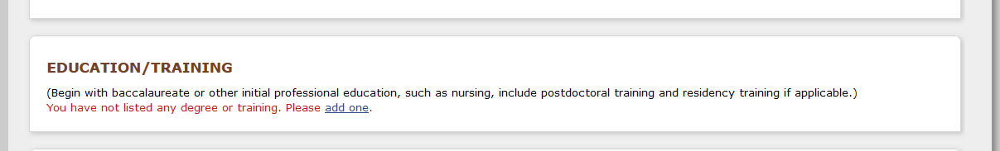 EDUCATION/TRAINING
(Begin with baccalaureate or other initial professional education, such as nursing, include postdoctoral training and residency training if applicable.)
You have not listed any degree or training. Please add one.